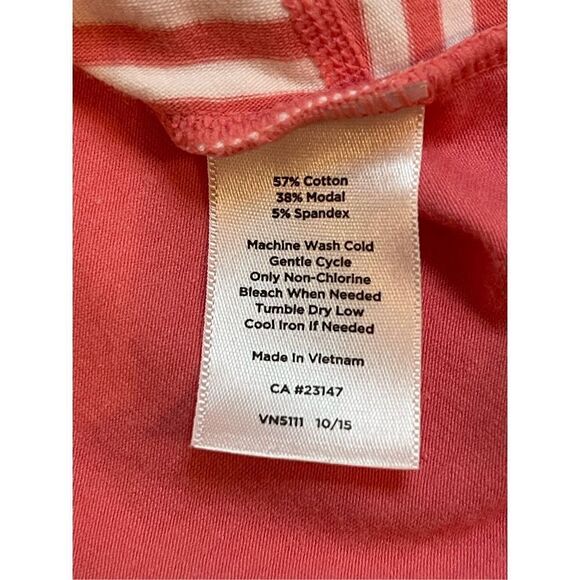 57% Cotton
38% Modal
5% Spandex
Machine Wash Cold
Gentle Cycle
Only Non-Chlorine
Bleach When Needed
Tumble Dry Low
Cool Iron If Needed
Made In Vietnam
CA #23147
VN5111 10/15